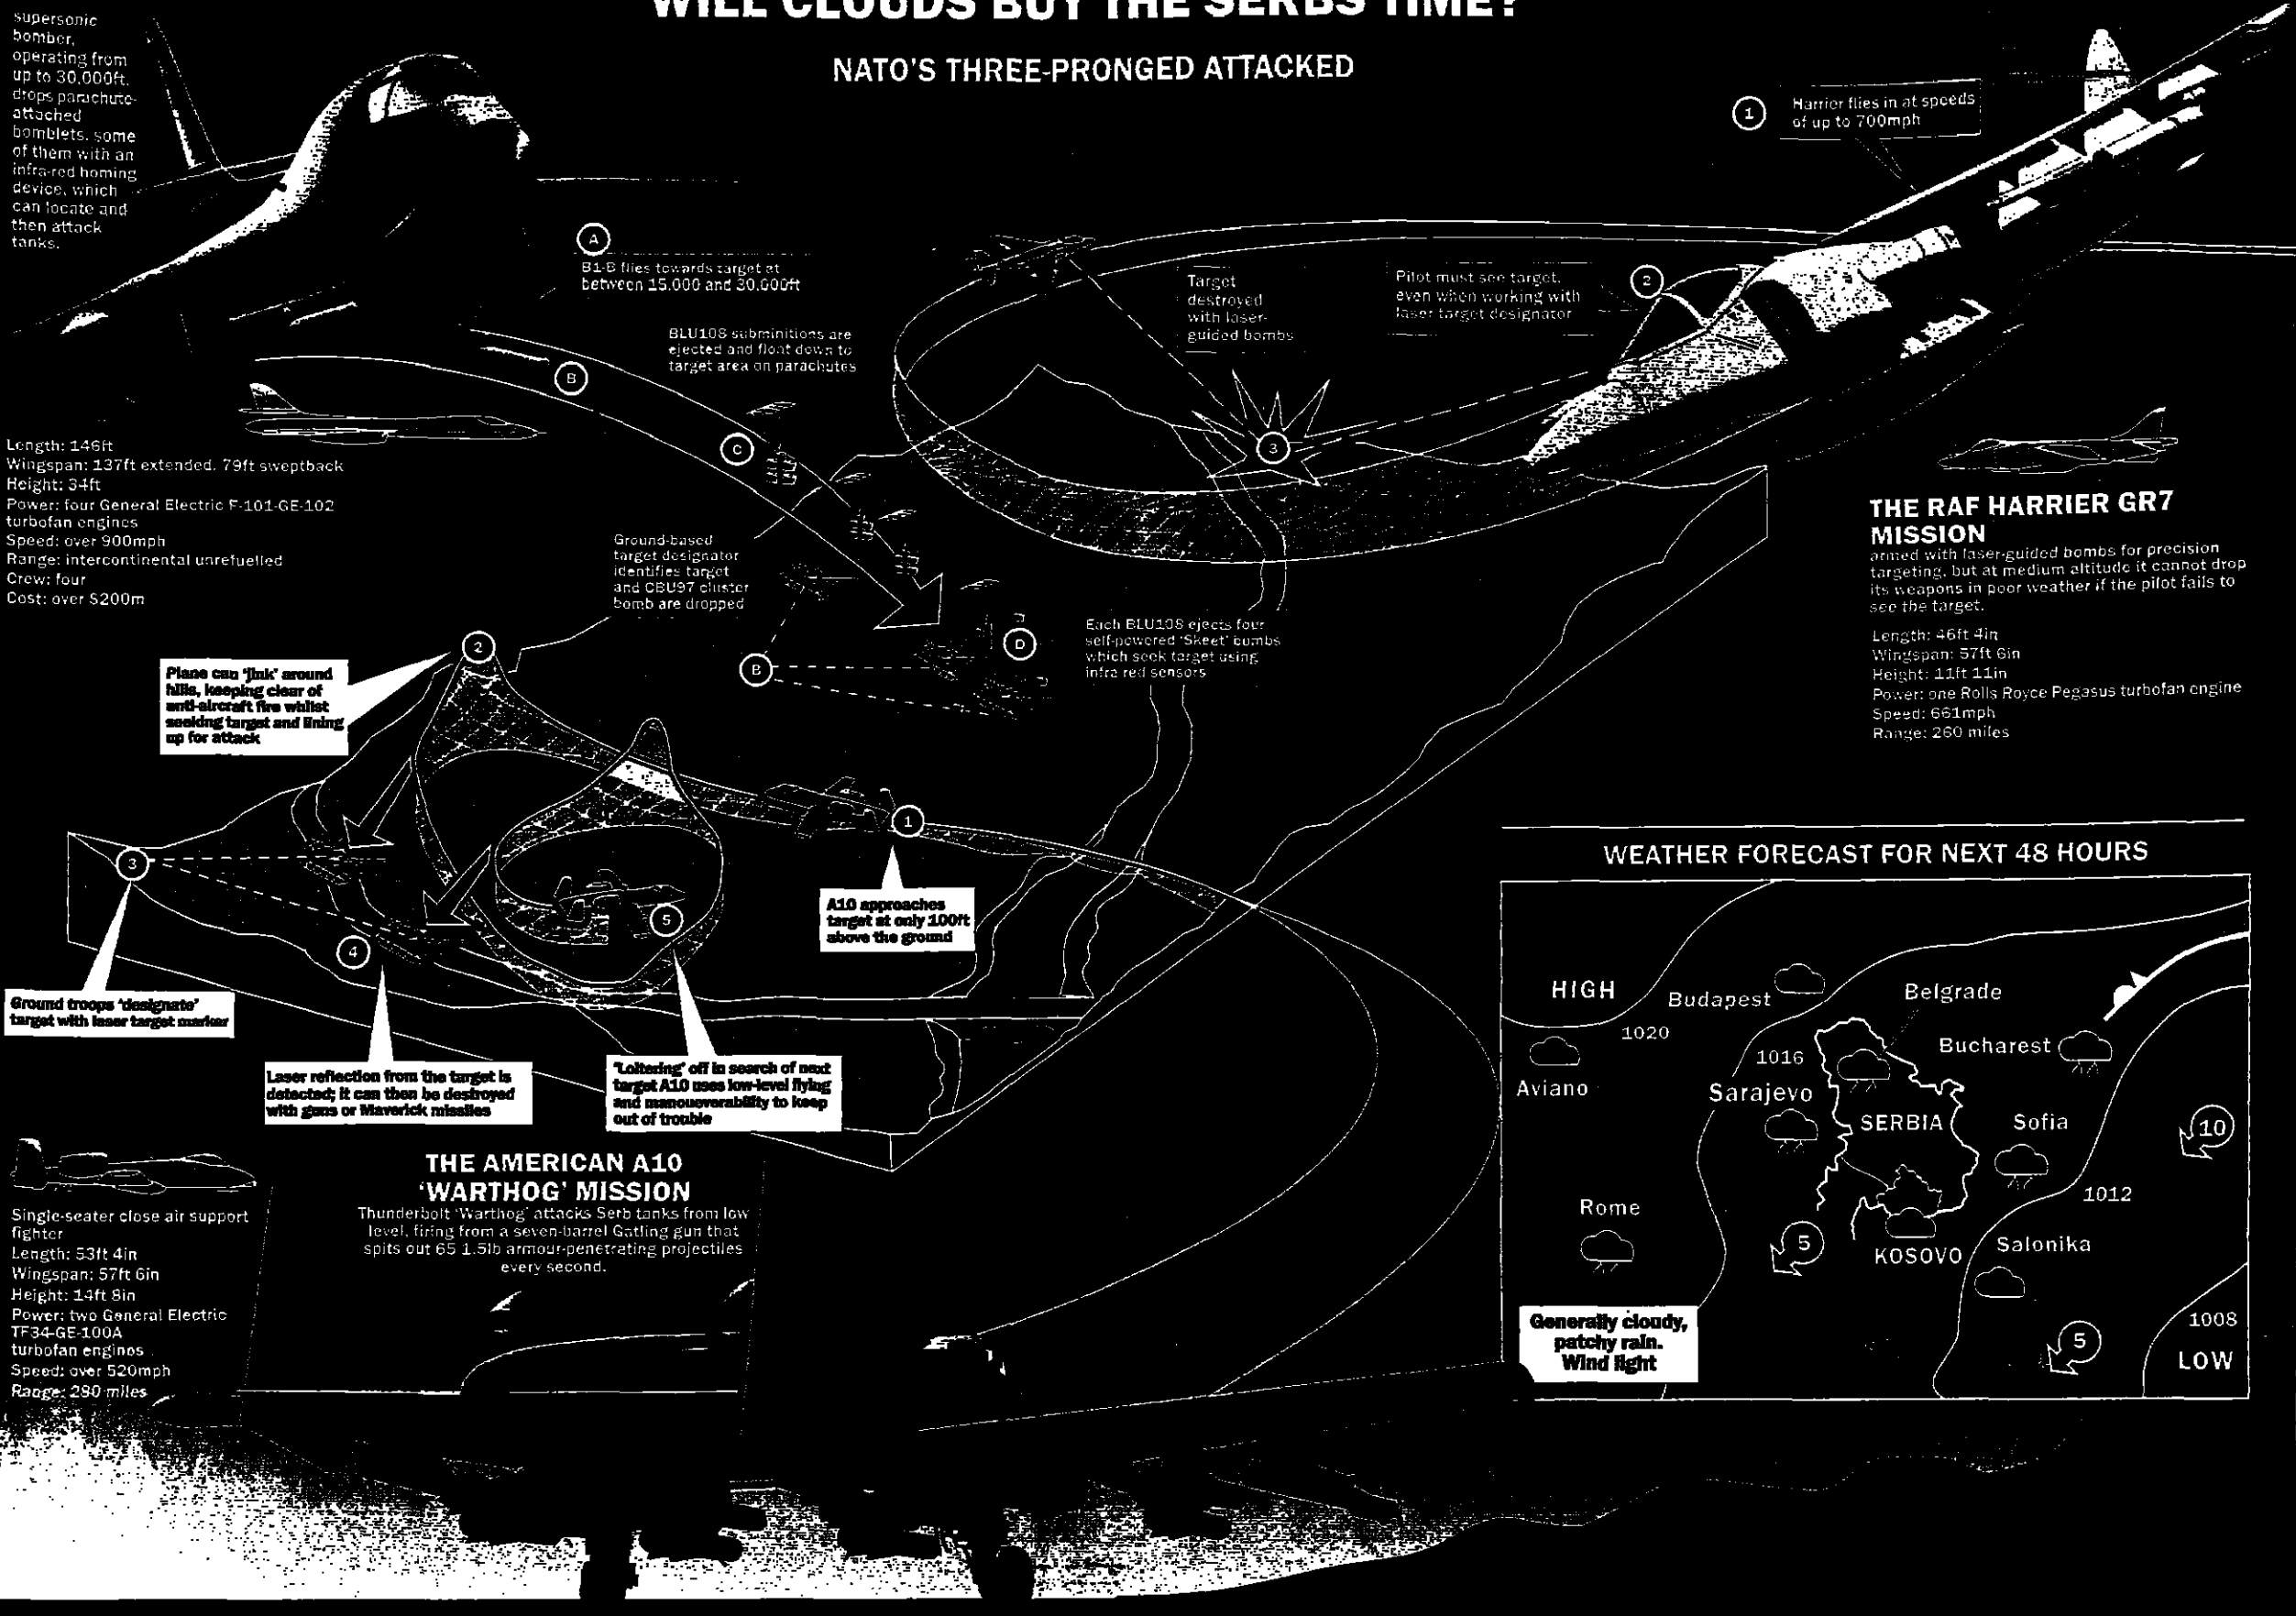 WILL CLOUDS BUY THE SERBS TIME?
NATO'S THREE-PRONGED ATTACKED
supersonic
bomber,
operating from
up to 30,000ft,
drops parachute-
attached
bomblets, some
of them with an
infra-red homing
device, which
can locate and
then attack
tanks.
A
B1-B flies towards target at
between 15,000 and 30,000ft
BLU108 subminitions are
ejected and float down to
target area on parachutes
B
C
Length: 146ft
Wingspan: 137ft extended. 79ft sweptback
Height: 34ft
Power: four General Electric F-101-GE-102
turbofan engines
Speed: over 900mph
Range: intercontinental unrefuelled
Crew: four
Cost: over $200m
Ground-based
target designator
identifies target
and CBU97 cluster
bomb are dropped
B
D
Each BLU108 ejects four
self-powered 'Skeet' bombs
which seek target using
infra red sensors
1
Harrier flies in at speeds
of up to 700mph
2
Pilot must see target,
even when working with
laser target designator
Target
destroyed
with laser-
guided bombs
3
THE RAF HARRIER GR7
MISSION
armed with laser-guided bombs for precision
targeting, but at medium altitude it cannot drop
its weapons in poor weather if the pilot fails to
see the target.
Length: 46ft 4in
Wingspan: 57ft 6in
Height: 11ft 11in
Power: one Rolls Royce Pegasus turbofan engine
Speed: 661mph
Range: 260 miles
2
Plane can 'jink' around
hills, keeping clear of
anti-aircraft fire whilst
seeking target and lining
up for attack
1
A10 approaches
target at only 100ft
above the ground
3
Ground troops 'designate'
target with laser target marker
4
Laser reflection from the target is
detected; it can then be destroyed
with guns or Maverick missiles
5
'Loitering' off in search of next
target A10 uses low-level flying
and manoueverability to keep
out of trouble
THE AMERICAN A10
'WARTHOG' MISSION
Thunderbolt 'Warthog' attacks Serb tanks from low
level, firing from a seven-barrel Gatling gun that
spits out 65 1.5lb armour-penetrating projectiles
every second.
Single-seater close air support
fighter
Length: 53ft 4in
Wingspan: 57ft 6in
Height: 14ft 8in
Power: two General Electric
TF34-GE-100A
turbofan engines
Speed: over 520mph
Range: 280 miles
WEATHER FORECAST FOR NEXT 48 HOURS
HIGH
Budapest
Belgrade
1020
Bucharest
1016
Aviano
Sarajevo
SERBIA
Sofia
10
1012
Rome
5
KOSOVO
Salonika
Generally cloudy,
patchy rain.
Wind light
5
1008
LOW